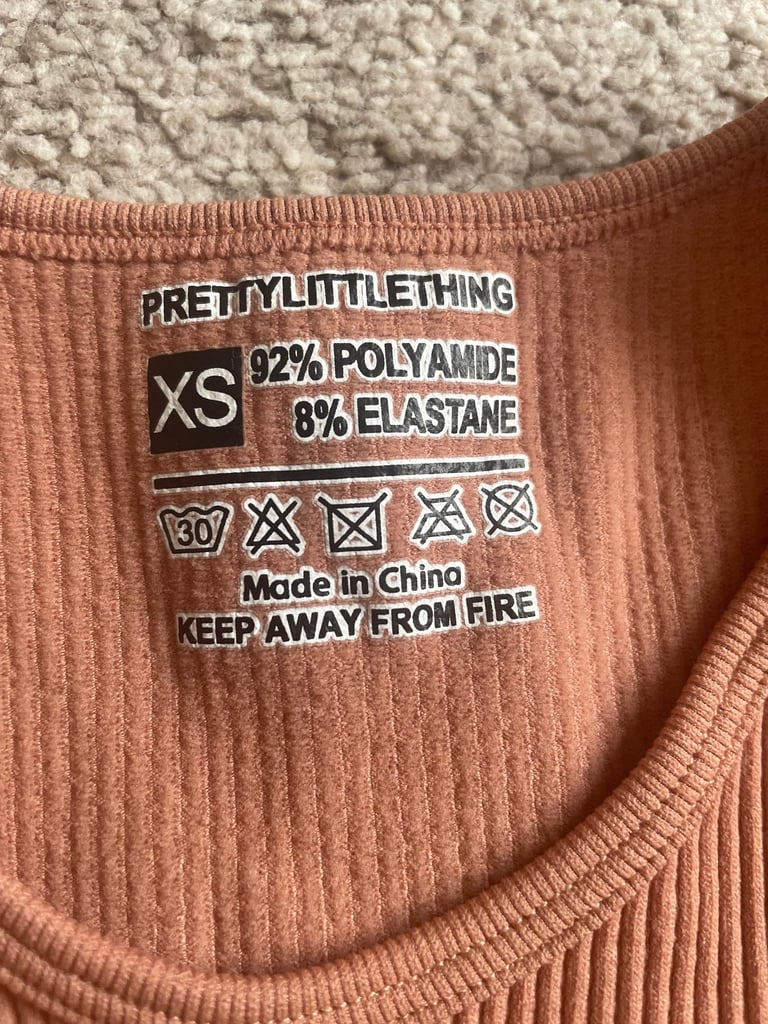 PRETTYLITTLETHING
XS
92% POLYAMIDE
8% ELASTANE
30
Made in China
KEEP AWAY FROM FIRE